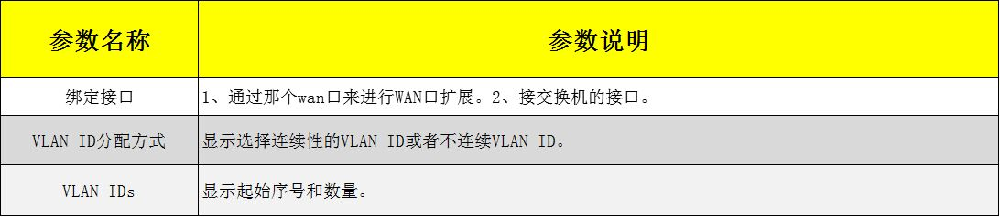 参数名称 参数说明
绑定接口 1、通过那个wan口来进行WAN口扩展。2、接交换机的接口。
VLAN ID分配方式 显示选择连续性的VLAN ID或者不连续VLAN ID。
VLAN IDs 显示起始序号和数量。